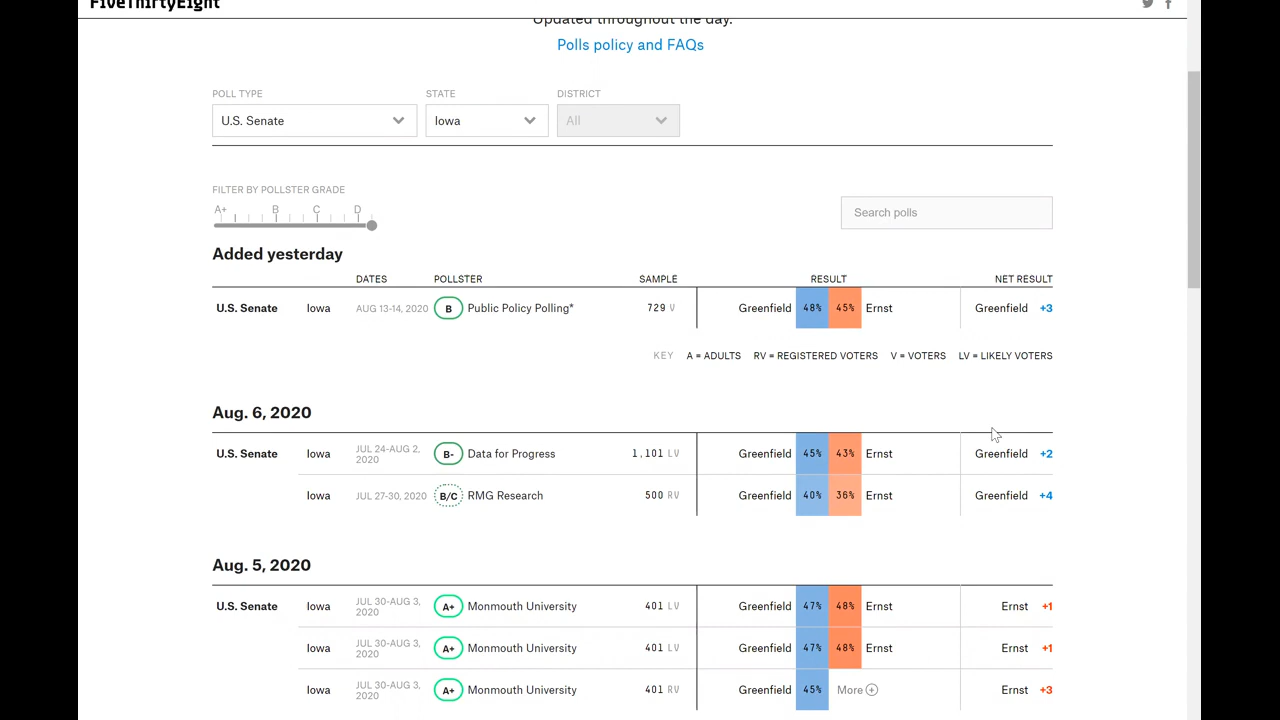 FiveThirtyEight
Updated throughout the day.
Polls policy and FAQs
POLL TYPE STATE DISTRICT
U.S. Senate Iowa All
FILTER BY POLLSTER GRADE
A+ B C D
Search polls
Added yesterday
DATES POLLSTER SAMPLE RESULT NET RESULT
U.S. Senate Iowa AUG 13-14, 2020 B Public Policy Polling* 729 V Greenfield 48% 45% Ernst Greenfield +3
KEY A = ADULTS RV = REGISTERED VOTERS V = VOTERS LV = LIKELY VOTERS
Aug. 6, 2020
U.S. Senate Iowa JUL 24-AUG 2, 2020 B- Data for Progress 1,101 LV Greenfield 45% 43% Ernst Greenfield +2
Iowa JUL 27-30, 2020 B/C RMG Research 500 RV Greenfield 40% 36% Ernst Greenfield +4
Aug. 5, 2020
U.S. Senate Iowa JUL 30-AUG 3, 2020 A+ Monmouth University 401 LV Greenfield 47% 48% Ernst Ernst +1
Iowa JUL 30-AUG 3, 2020 A+ Monmouth University 401 LV Greenfield 47% 48% Ernst Ernst +1
Iowa JUL 30-AUG 3, 2020 A+ Monmouth University 401 RV Greenfield 45% More Ernst +3